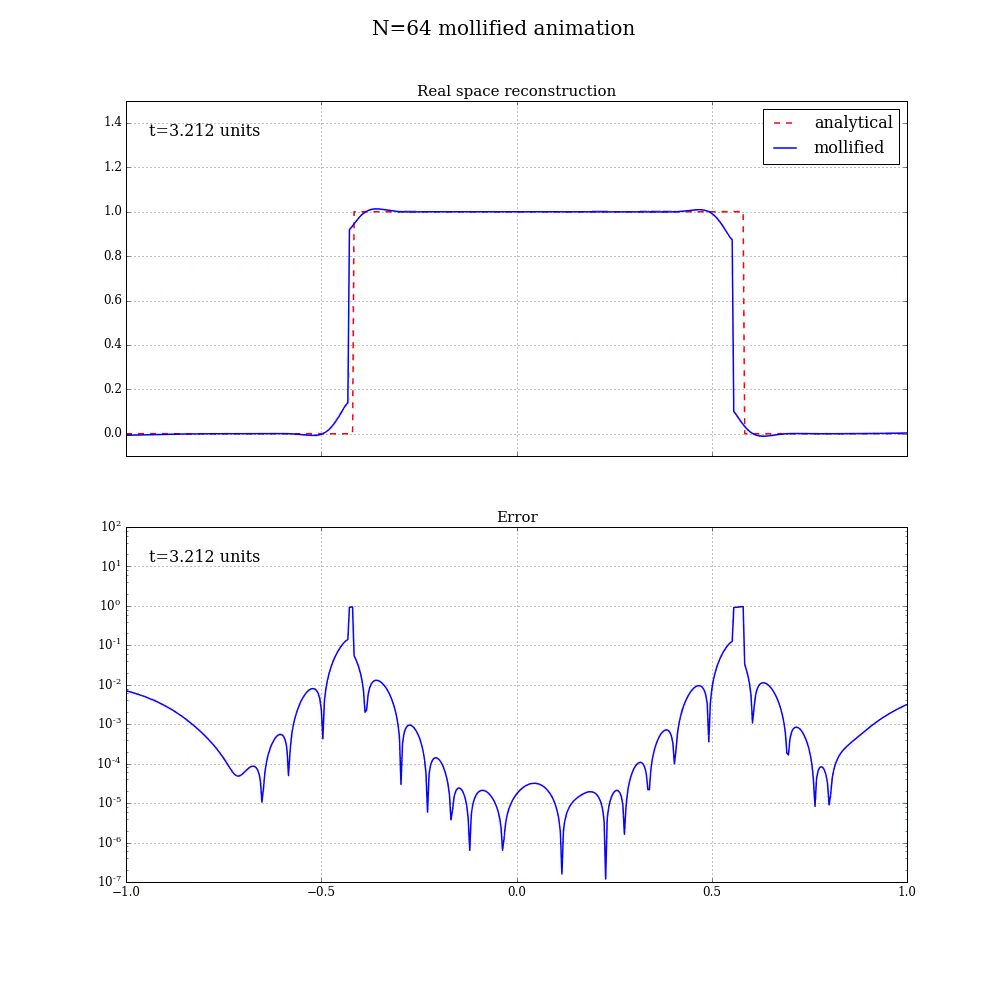 N=64 mollified animation
Real space reconstruction
t=3.212 units
analytical
mollified
1.4
1.2
1.0
0.8
0.6
0.4
0.2
0.0
Error
t=3.212 units
10²
10¹
10⁰
10⁻¹
10⁻²
10⁻³
10⁻⁴
10⁻⁵
10⁻⁶
10⁻⁷
−1.0 −0.5 0.0 0.5 1.0